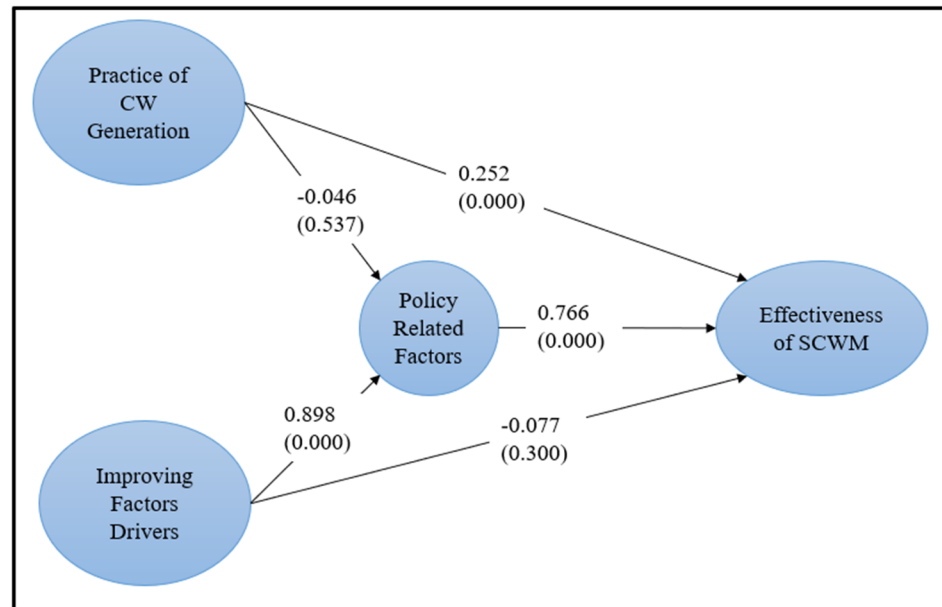 Practice of
CW
Generation
0.252
(0.000)
-0.046
(0.537)
Policy
Related
Factors
0.766
(0.000)
Effectiveness
of SCWM
0.898
(0.000)
-0.077
(0.300)
Improving
Factors
Drivers